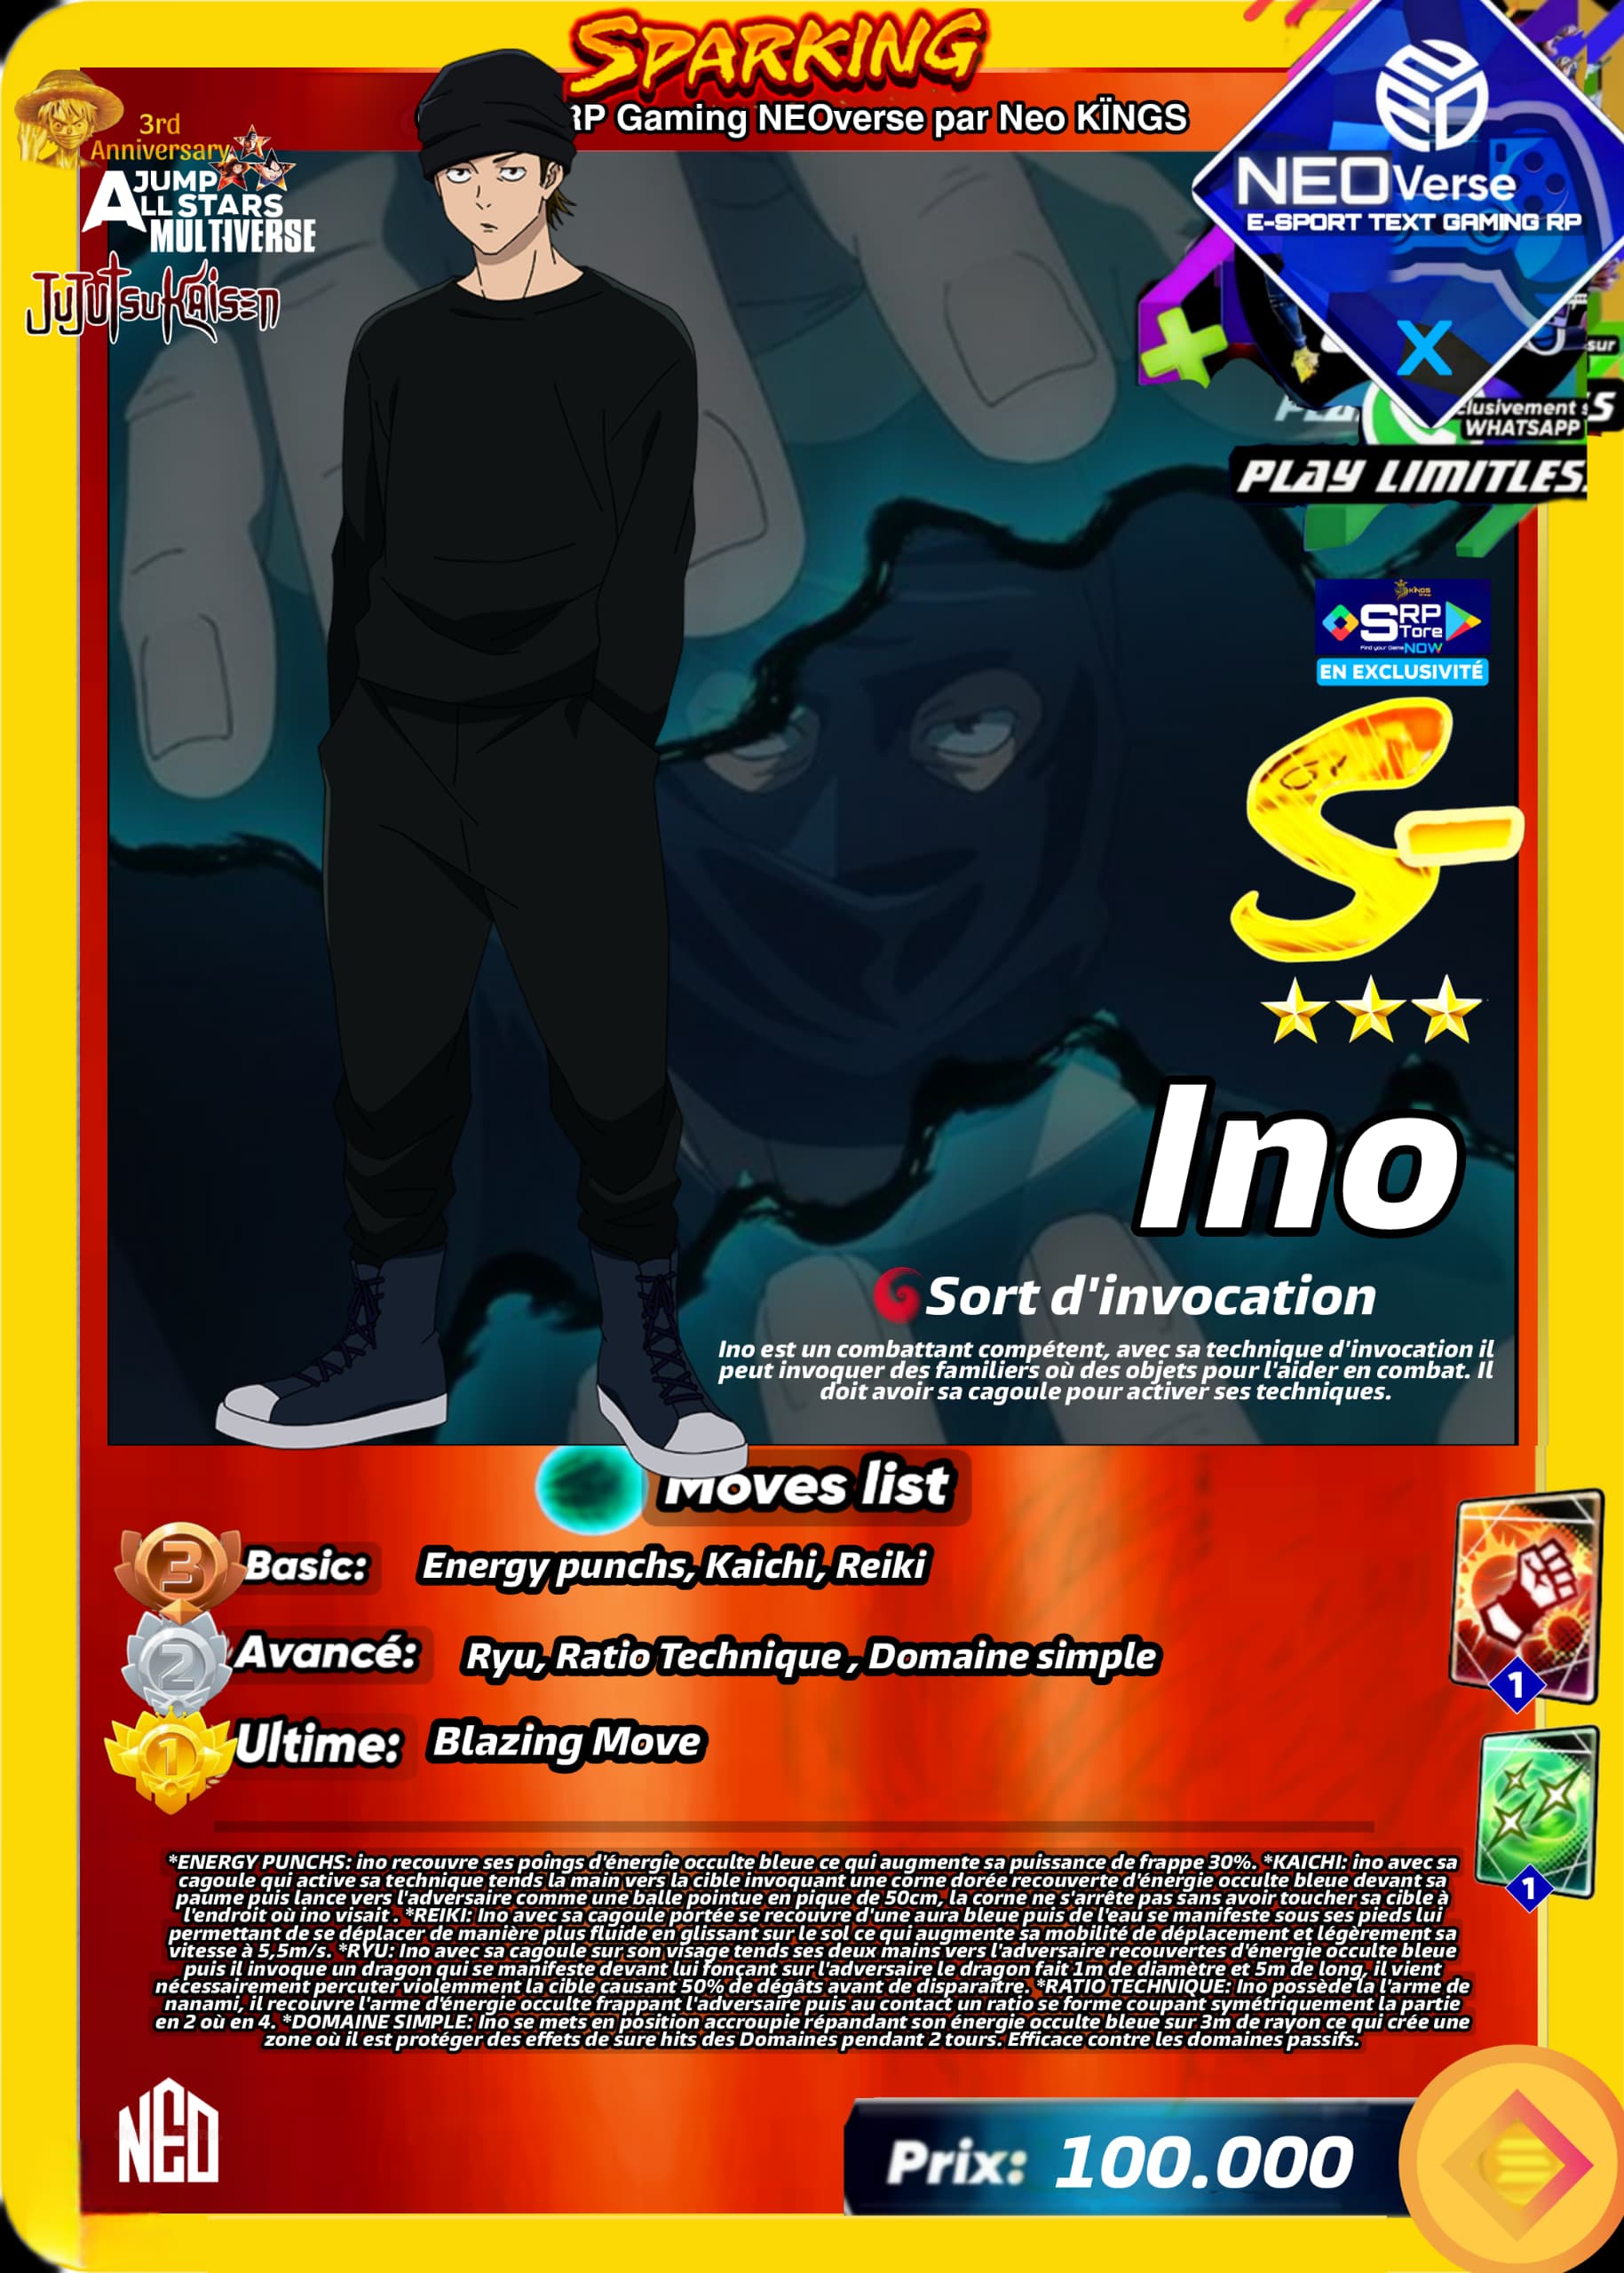 SPARKING
RP Gaming NEOverse par Neo KÏNGS
3rd
Anniversary
JUMP
ALL STARS
MULTIVERSE
JUJUTSU KAISEN
NEOVerse
E-SPORT TEXT GAMING RP
X
sur
clusivement
WHATSAPP
PLAY LIMITLES
KiNGS
SRP
Tore
Find your Game NOW
EN EXCLUSIVITÉ
S-
Ino
Sort d'invocation
Ino est un combattant compétent, avec sa technique d'invocation il
peut invoquer des familiers où des objets pour l'aider en combat. Il
doit avoir sa cagoule pour activer ses techniques.
Moves list
3 Basic: Energy punchs, Kaichi, Reiki
2 Avancé: Ryu, Ratio Technique , Domaine simple
1 Ultime: Blazing Move
1
1
*ENERGY PUNCHS: ino recouvre ses poings d'énergie occulte bleue ce qui augmente sa puissance de frappe 30%. *KAICHI: ino avec sa
cagoule qui active sa technique tends la main vers la cible invoquant une corne dorée recouverte d'énergie occulte bleue devant sa
paume puis lance vers l'adversaire comme une balle pointue en pique de 50cm, la corne ne s'arrête pas sans avoir toucher sa cible à
l'endroit où ino visait . *REIKI: Ino avec sa cagoule portée se recouvre d'une aura bleue puis de l'eau se manifeste sous ses pieds lui
permettant de se déplacer de manière plus fluide en glissant sur le sol ce qui augmente sa mobilité de déplacement et légèrement sa
vitesse à 5,5m/s. *RYU: Ino avec sa cagoule sur son visage tends ses deux mains vers l'adversaire recouvertes d'énergie occulte bleue
puis il invoque un dragon qui se manifeste devant lui fonçant sur l'adversaire le dragon fait 1m de diamètre et 5m de long, il vient
nécessairement percuter violemment la cible causant 50% de dégâts avant de disparaître. *RATIO TECHNIQUE: Ino possède la l'arme de
nanami, il recouvre l'arme d'énergie occulte frappant l'adversaire puis au contact un ratio se forme coupant symétriquement la partie
en 2 où en 4. *DOMAINE SIMPLE: Ino se mets en position accroupie répandant son énergie occulte bleue sur 3m de rayon ce qui crée une
zone où il est protéger des effets de sure hits des Domaines pendant 2 tours. Efficace contre les domaines passifs.
NEO
Prix: 100.000